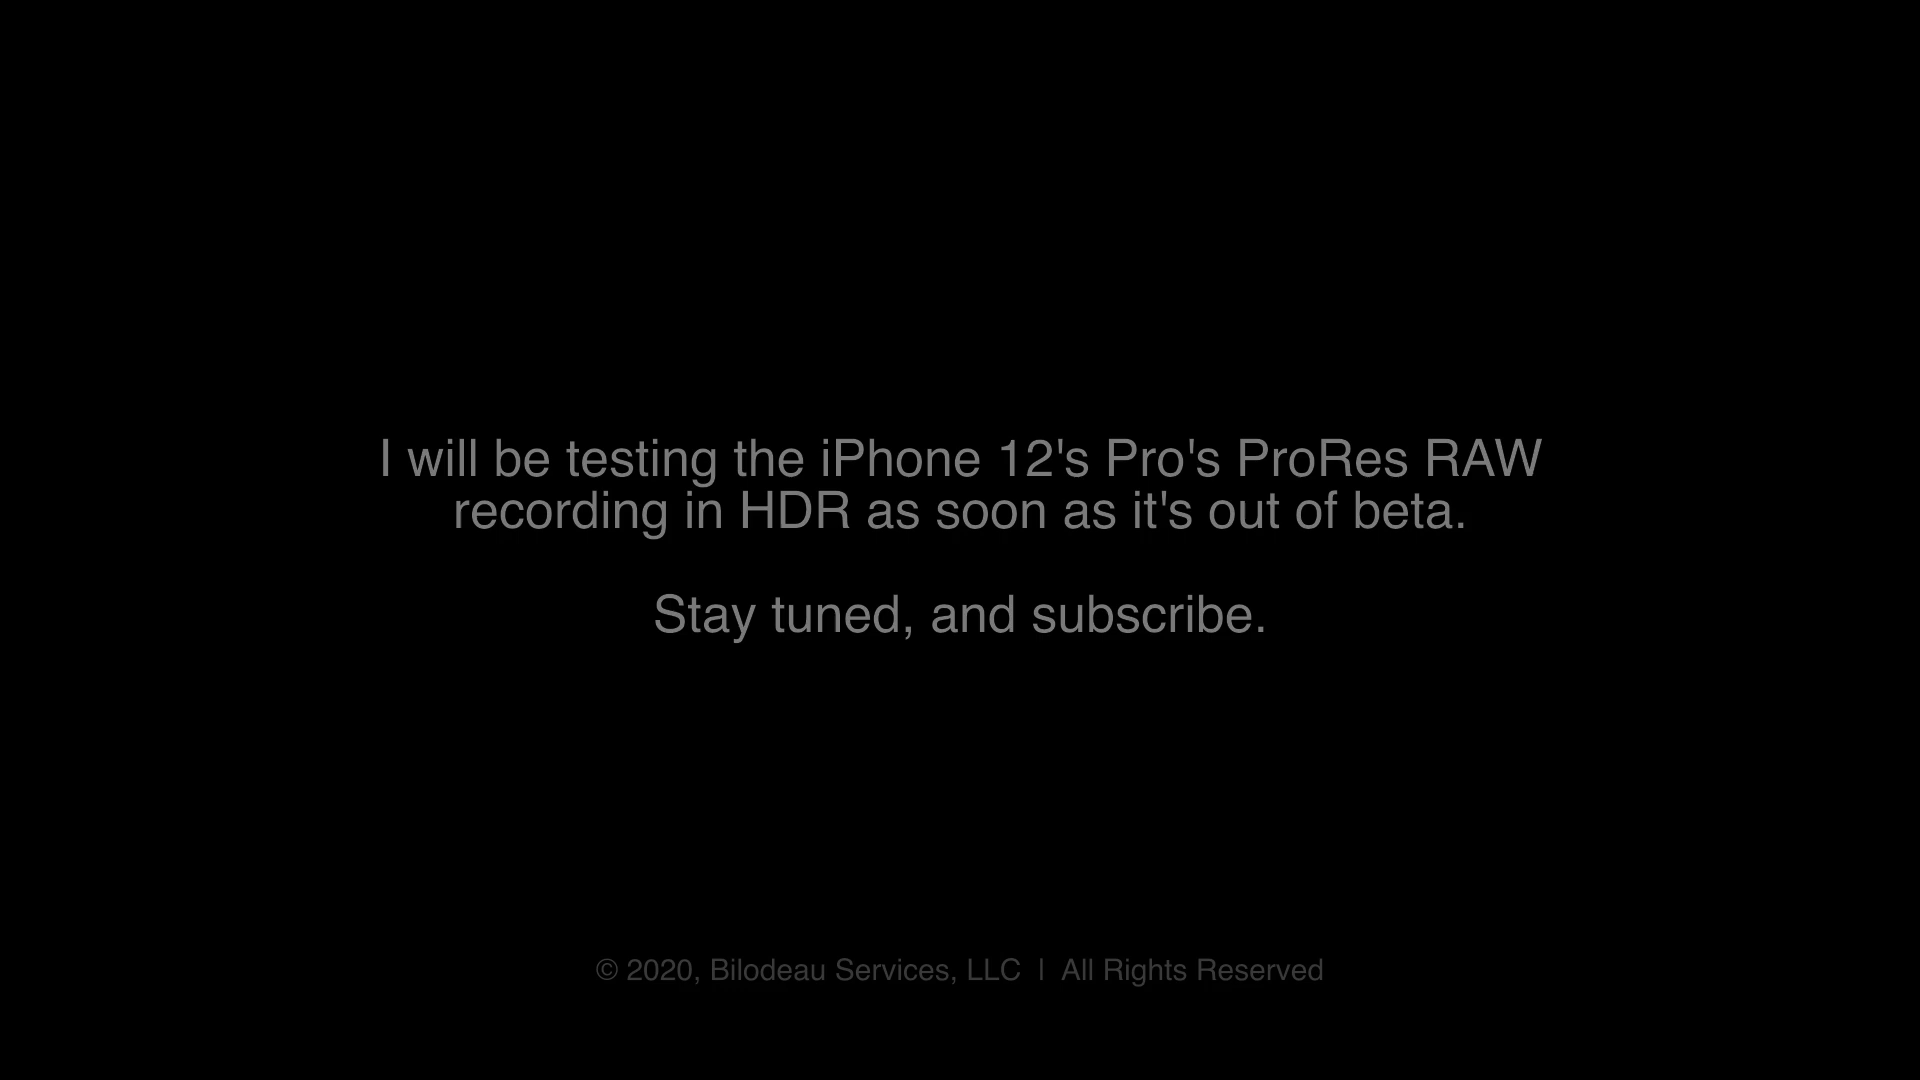 I will be testing the iPhone 12's Pro's ProRes RAW
recording in HDR as soon as it's out of beta.
Stay tuned, and subscribe.
© 2020, Bilodeau Services, LLC | All Rights Reserved